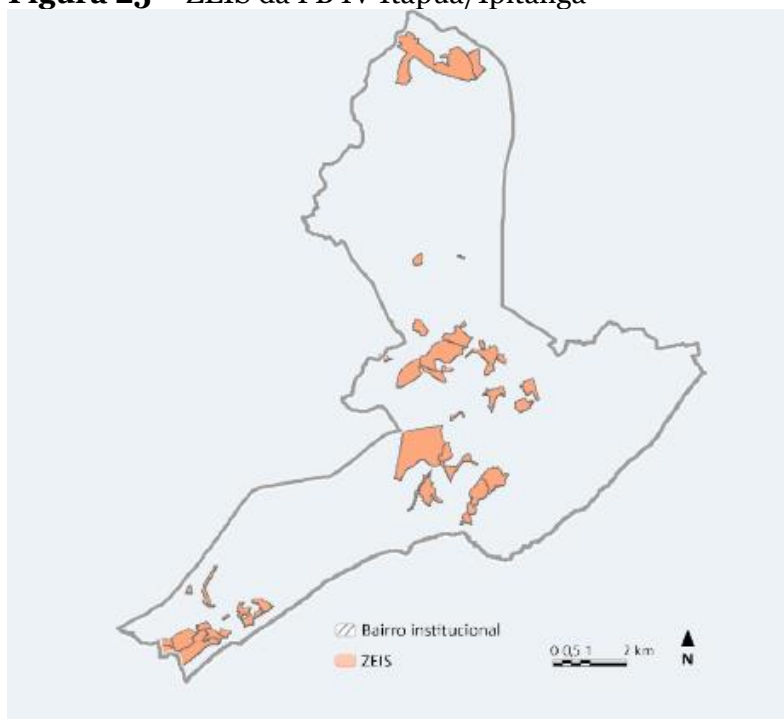 Figura 25 – ZEIS da PB IV Itapuã/Ipitanga
Bairro institucional
ZEIS
0 0,5 1 2 km
N